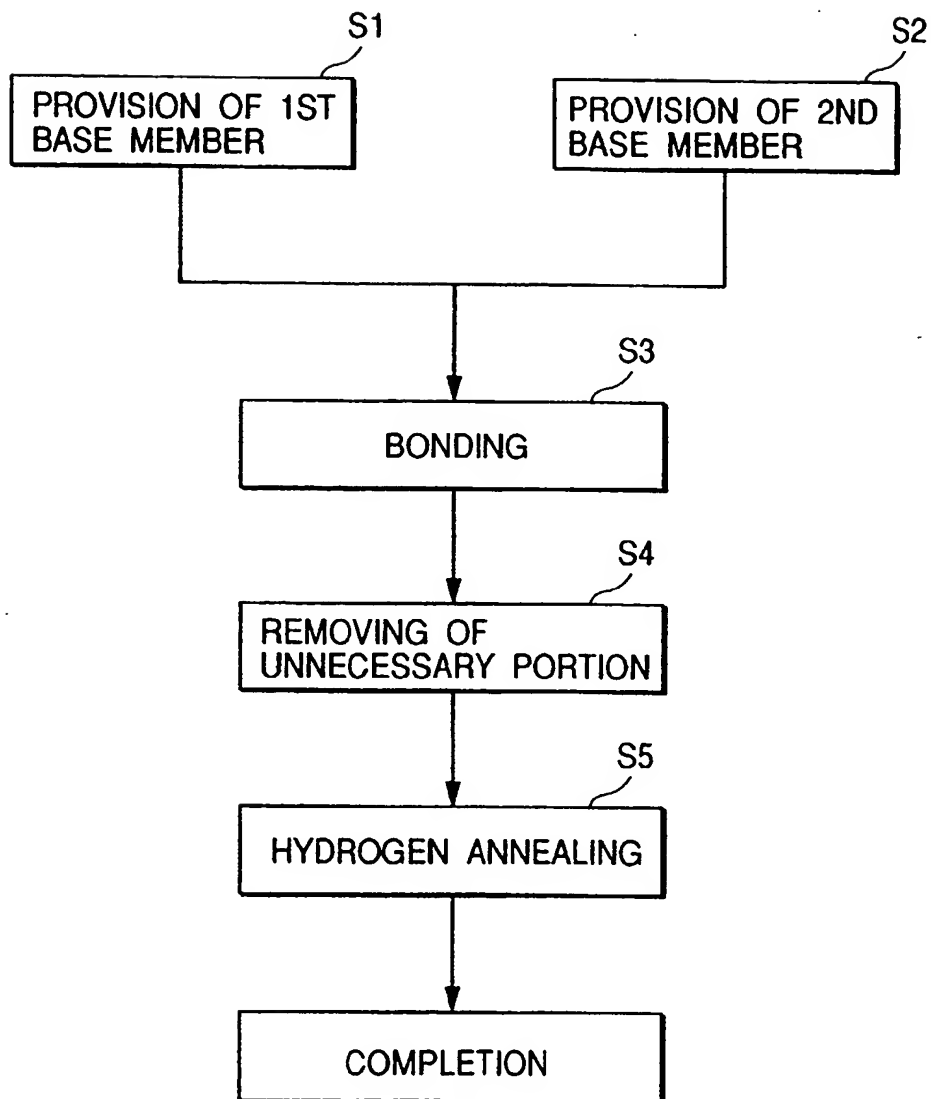 S1
PROVISION OF 1ST
BASE MEMBER
S2
PROVISION OF 2ND
BASE MEMBER
S3
BONDING
S4
REMOVING OF
UNNECESSARY PORTION
S5
HYDROGEN ANNEALING
COMPLETION